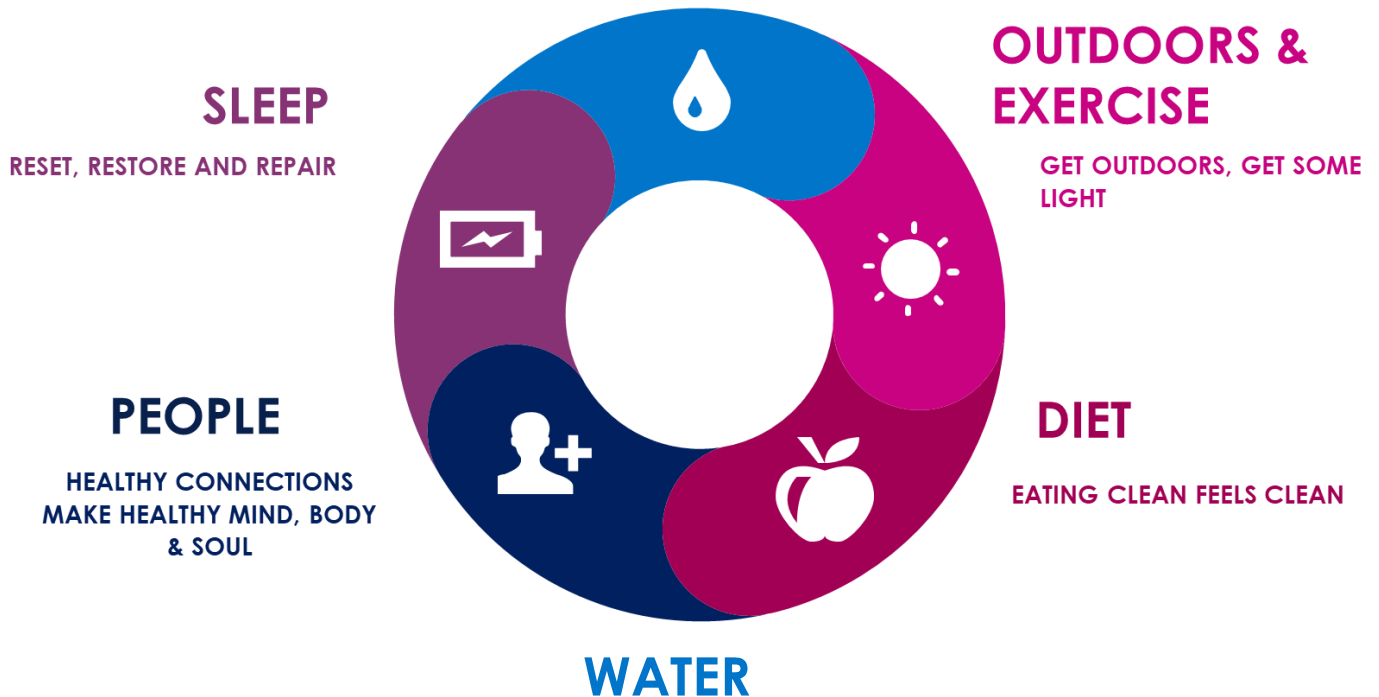 SLEEP
RESET, RESTORE AND REPAIR
OUTDOORS &
EXERCISE
GET OUTDOORS, GET SOME
LIGHT
PEOPLE
HEALTHY CONNECTIONS
MAKE HEALTHY MIND, BODY
& SOUL
DIET
EATING CLEAN FEELS CLEAN
WATER